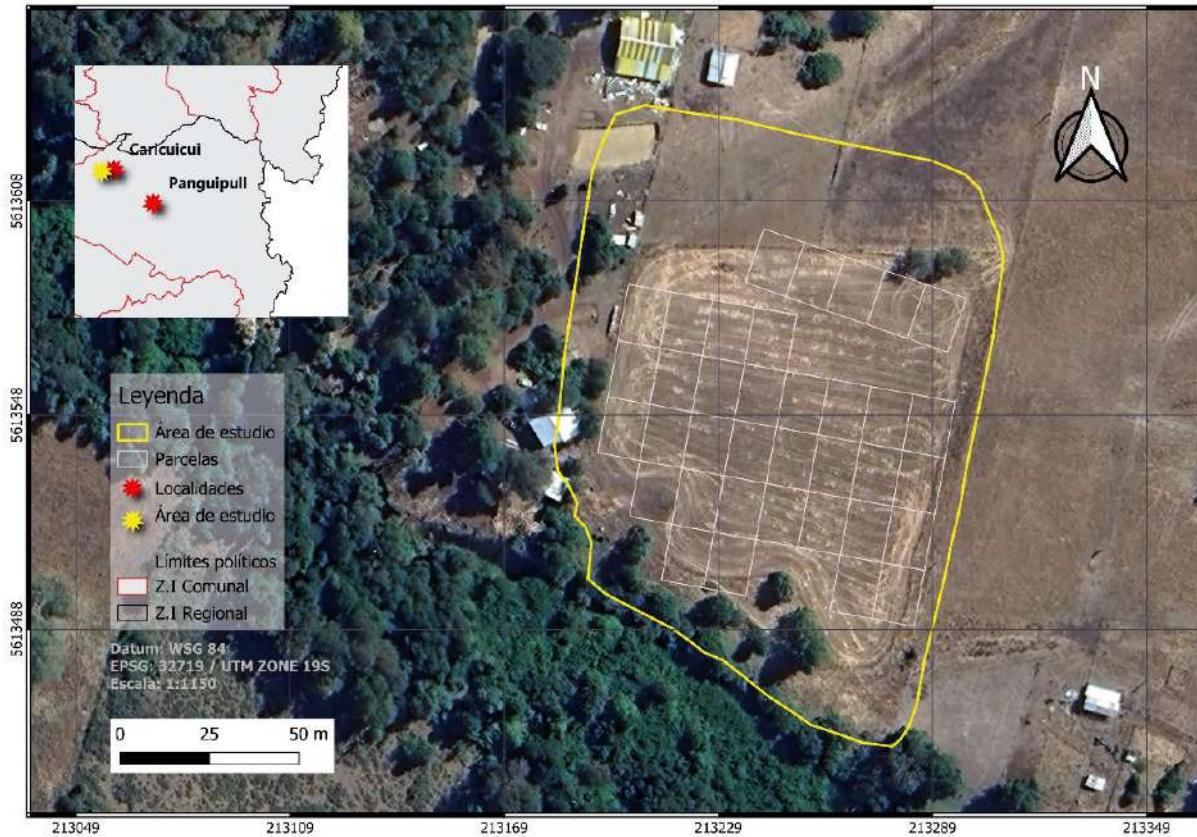 Caricuicui
Panguipull
N
5613608
5613548
5613488
Leyenda
Área de estudio
Parcelas
Localidades
Área de estudio
Límites políticos
Z.I Comunal
Z.I Regional
Datum: WSG 84
EPSG: 32719 / UTM ZONE 19S
Escala: 1:1150
0 25 50 m
213049 213109 213169 213229 213289 213349